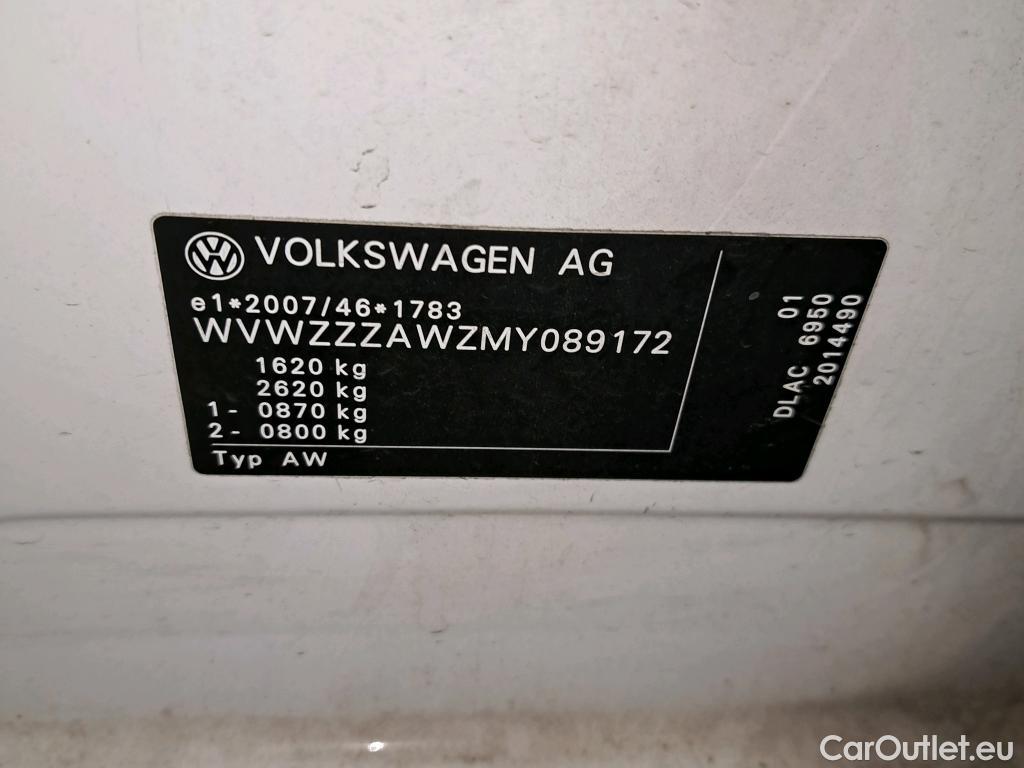 VOLKSWAGEN AG
e1*2007/46*1783
WVWZZZAWZMY089172
1620 kg
2620 kg
1- 0870 kg
2- 0800 kg
Typ AW
01
DLAC 6950
2014490
CarOutlet.eu